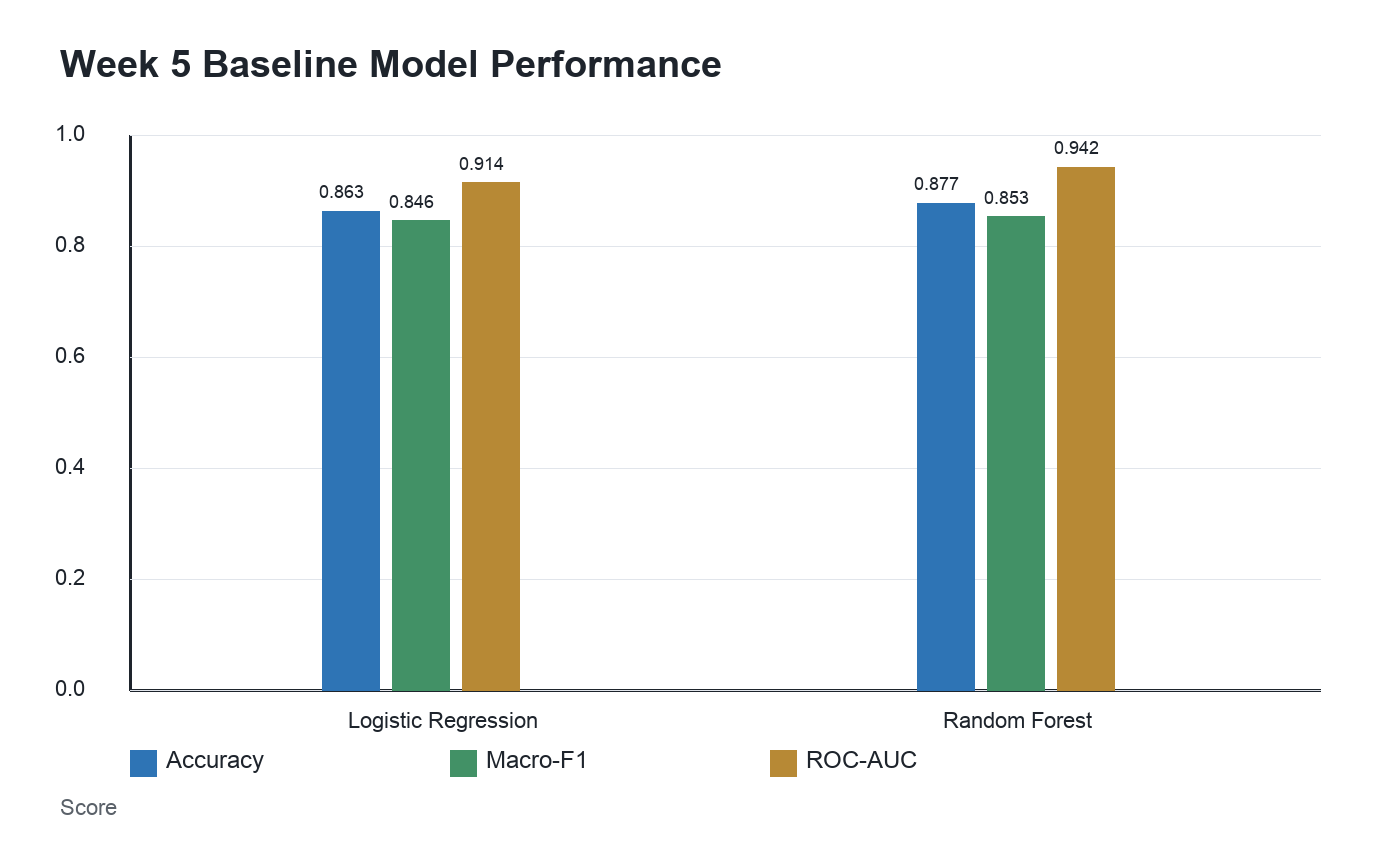 Week 5 Baseline Model Performance
1.0
0.8
0.6
0.4
0.2
0.0
0.863
0.846
0.914
0.877
0.853
0.942
Logistic Regression
Random Forest
Accuracy
Macro-F1
ROC-AUC
Score